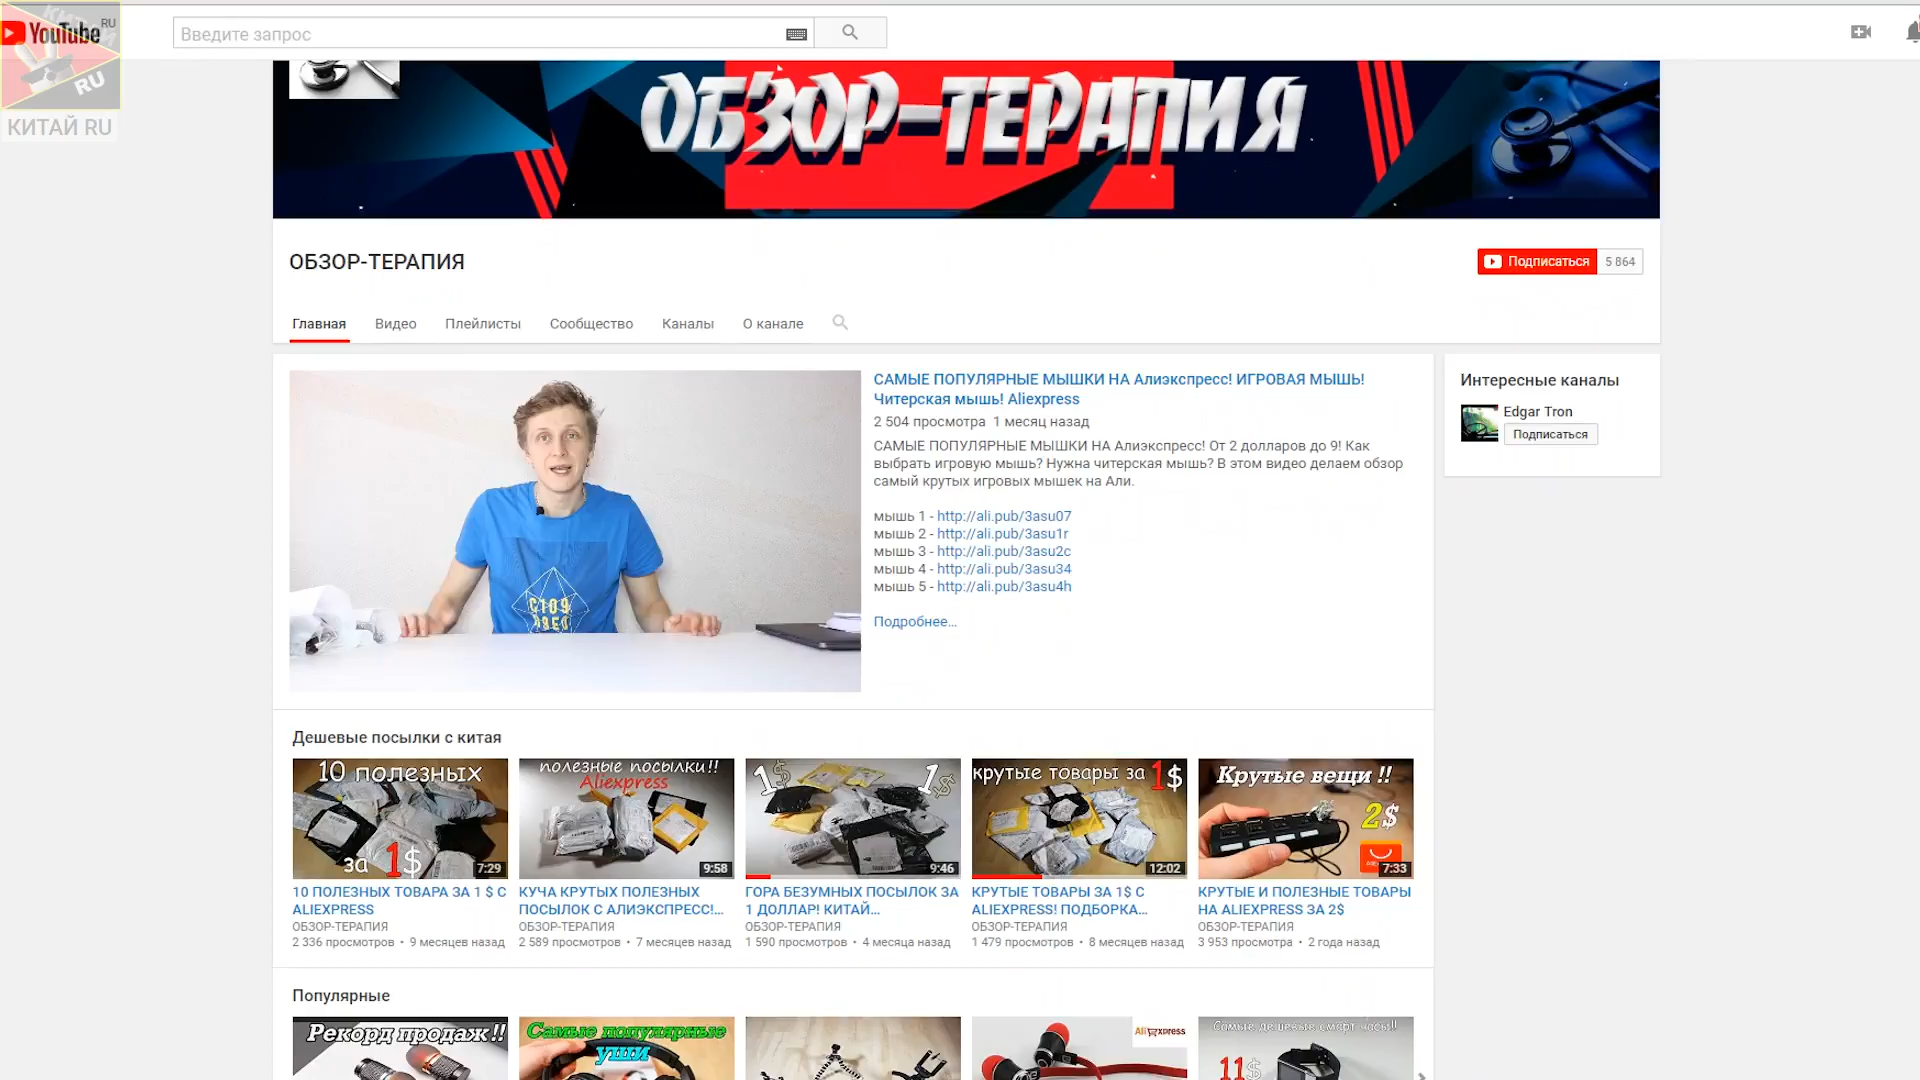 YouTube RU
Введите запрос
RU
КИТАЙ RU
ОБЗОР-ТЕРАПИЯ
ОБЗОР-ТЕРАПИЯ
Подписаться 5 864
Главная Видео Плейлисты Сообщество Каналы О канале
САМЫЕ ПОПУЛЯРНЫЕ МЫШКИ НА Алиэкспресс! ИГРОВАЯ МЫШЬ!
Читерская мышь! Aliexpress
2 504 просмотра 1 месяц назад
САМЫЕ ПОПУЛЯРНЫЕ МЫШКИ НА Алиэкспресс! От 2 долларов до 9! Как
выбрать игровую мышь? Нужна читерская мышь? В этом видео делаем обзор
самый крутых игровых мышек на Али.
мышь 1 - http://ali.pub/3asu07
мышь 2 - http://ali.pub/3asu1r
мышь 3 - http://ali.pub/3asu2c
мышь 4 - http://ali.pub/3asu34
мышь 5 - http://ali.pub/3asu4h
Подробнее...
Интересные каналы
Edgar Tron
Подписаться
Дешевые посылки с китая
10 полезных
за 1$
7:29
10 ПОЛЕЗНЫХ ТОВАРА ЗА 1 $ С
ALIEXPRESS
ОБЗОР-ТЕРАПИЯ
2 336 просмотров • 9 месяцев назад
полезные посылки!!
Aliexpress
9:58
КУЧА КРУТЫХ ПОЛЕЗНЫХ
ПОСЫЛОК С АЛИЭКСПРЕСС!...
ОБЗОР-ТЕРАПИЯ
2 589 просмотров • 7 месяцев назад
1$ 1$
9:46
ГОРА БЕЗУМНЫХ ПОСЫЛОК ЗА
1 ДОЛЛАР! КИТАЙ...
ОБЗОР-ТЕРАПИЯ
1 590 просмотров • 4 месяца назад
крутые товары за 1$
12:02
КРУТЫЕ ТОВАРЫ ЗА 1$ С
ALIEXPRESS! ПОДБОРКА...
ОБЗОР-ТЕРАПИЯ
1 479 просмотров • 8 месяцев назад
Крутые вещи !!
2$
7:33
КРУТЫЕ И ПОЛЕЗНЫЕ ТОВАРЫ
НА ALIEXPRESS ЗА 2$
ОБЗОР-ТЕРАПИЯ
3 953 просмотра • 2 года назад
Популярные
Рекорд продаж!!
Самые популярные
уши
AliExpress
Самые дешевые смарт часы!!
11$